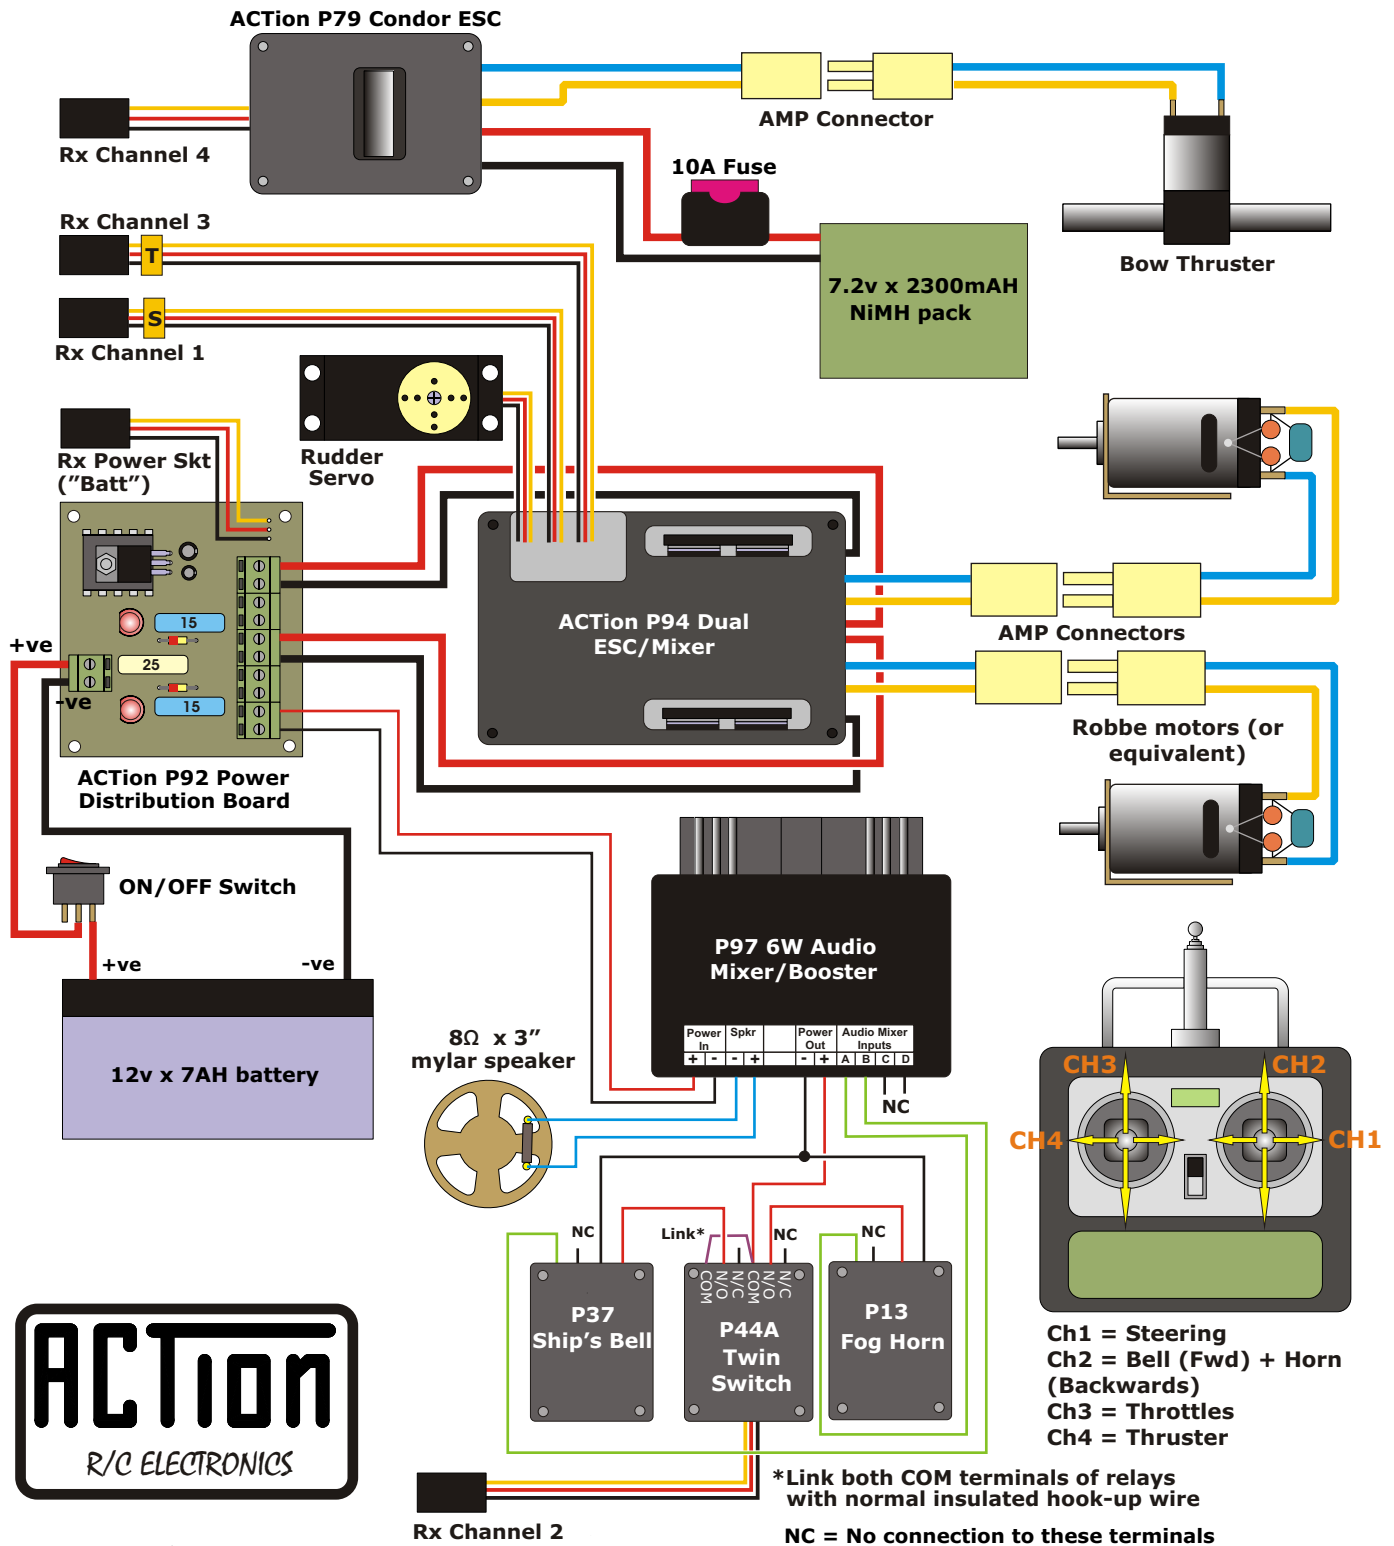 ACTion P79 Condor ESC
AMP Connector
Rx Channel 4
10A Fuse
Rx Channel 3
T
Bow Thruster
7.2v x 2300mAH
NiMH pack
S
Rx Channel 1
Rudder
Servo
Rx Power Skt
("Batt")
15
25
15
+ve
-ve
ACTion P94 Dual
ESC/Mixer
AMP Connectors
Robbe motors (or
equivalent)
ACTion P92 Power
Distribution Board
ON/OFF Switch
+ve
-ve
12v x 7AH battery
P97 6W Audio
Mixer/Booster
Power
In
Spkr
Power
Out
Audio Mixer
Inputs
+ - - + - + A B C D
NC
8Ω x 3"
mylar speaker
CH3
CH2
CH4
CH1
NC
Link*
NC
NC
COM
N/O
N/C
COM
N/O
N/C
P37
Ship's Bell
P44A
Twin
Switch
P13
Fog Horn
Ch1 = Steering
Ch2 = Bell (Fwd) + Horn
(Backwards)
Ch3 = Throttles
Ch4 = Thruster
ACTion
R/C ELECTRONICS
Rx Channel 2
*Link both COM terminals of relays
with normal insulated hook-up wire
NC = No connection to these terminals